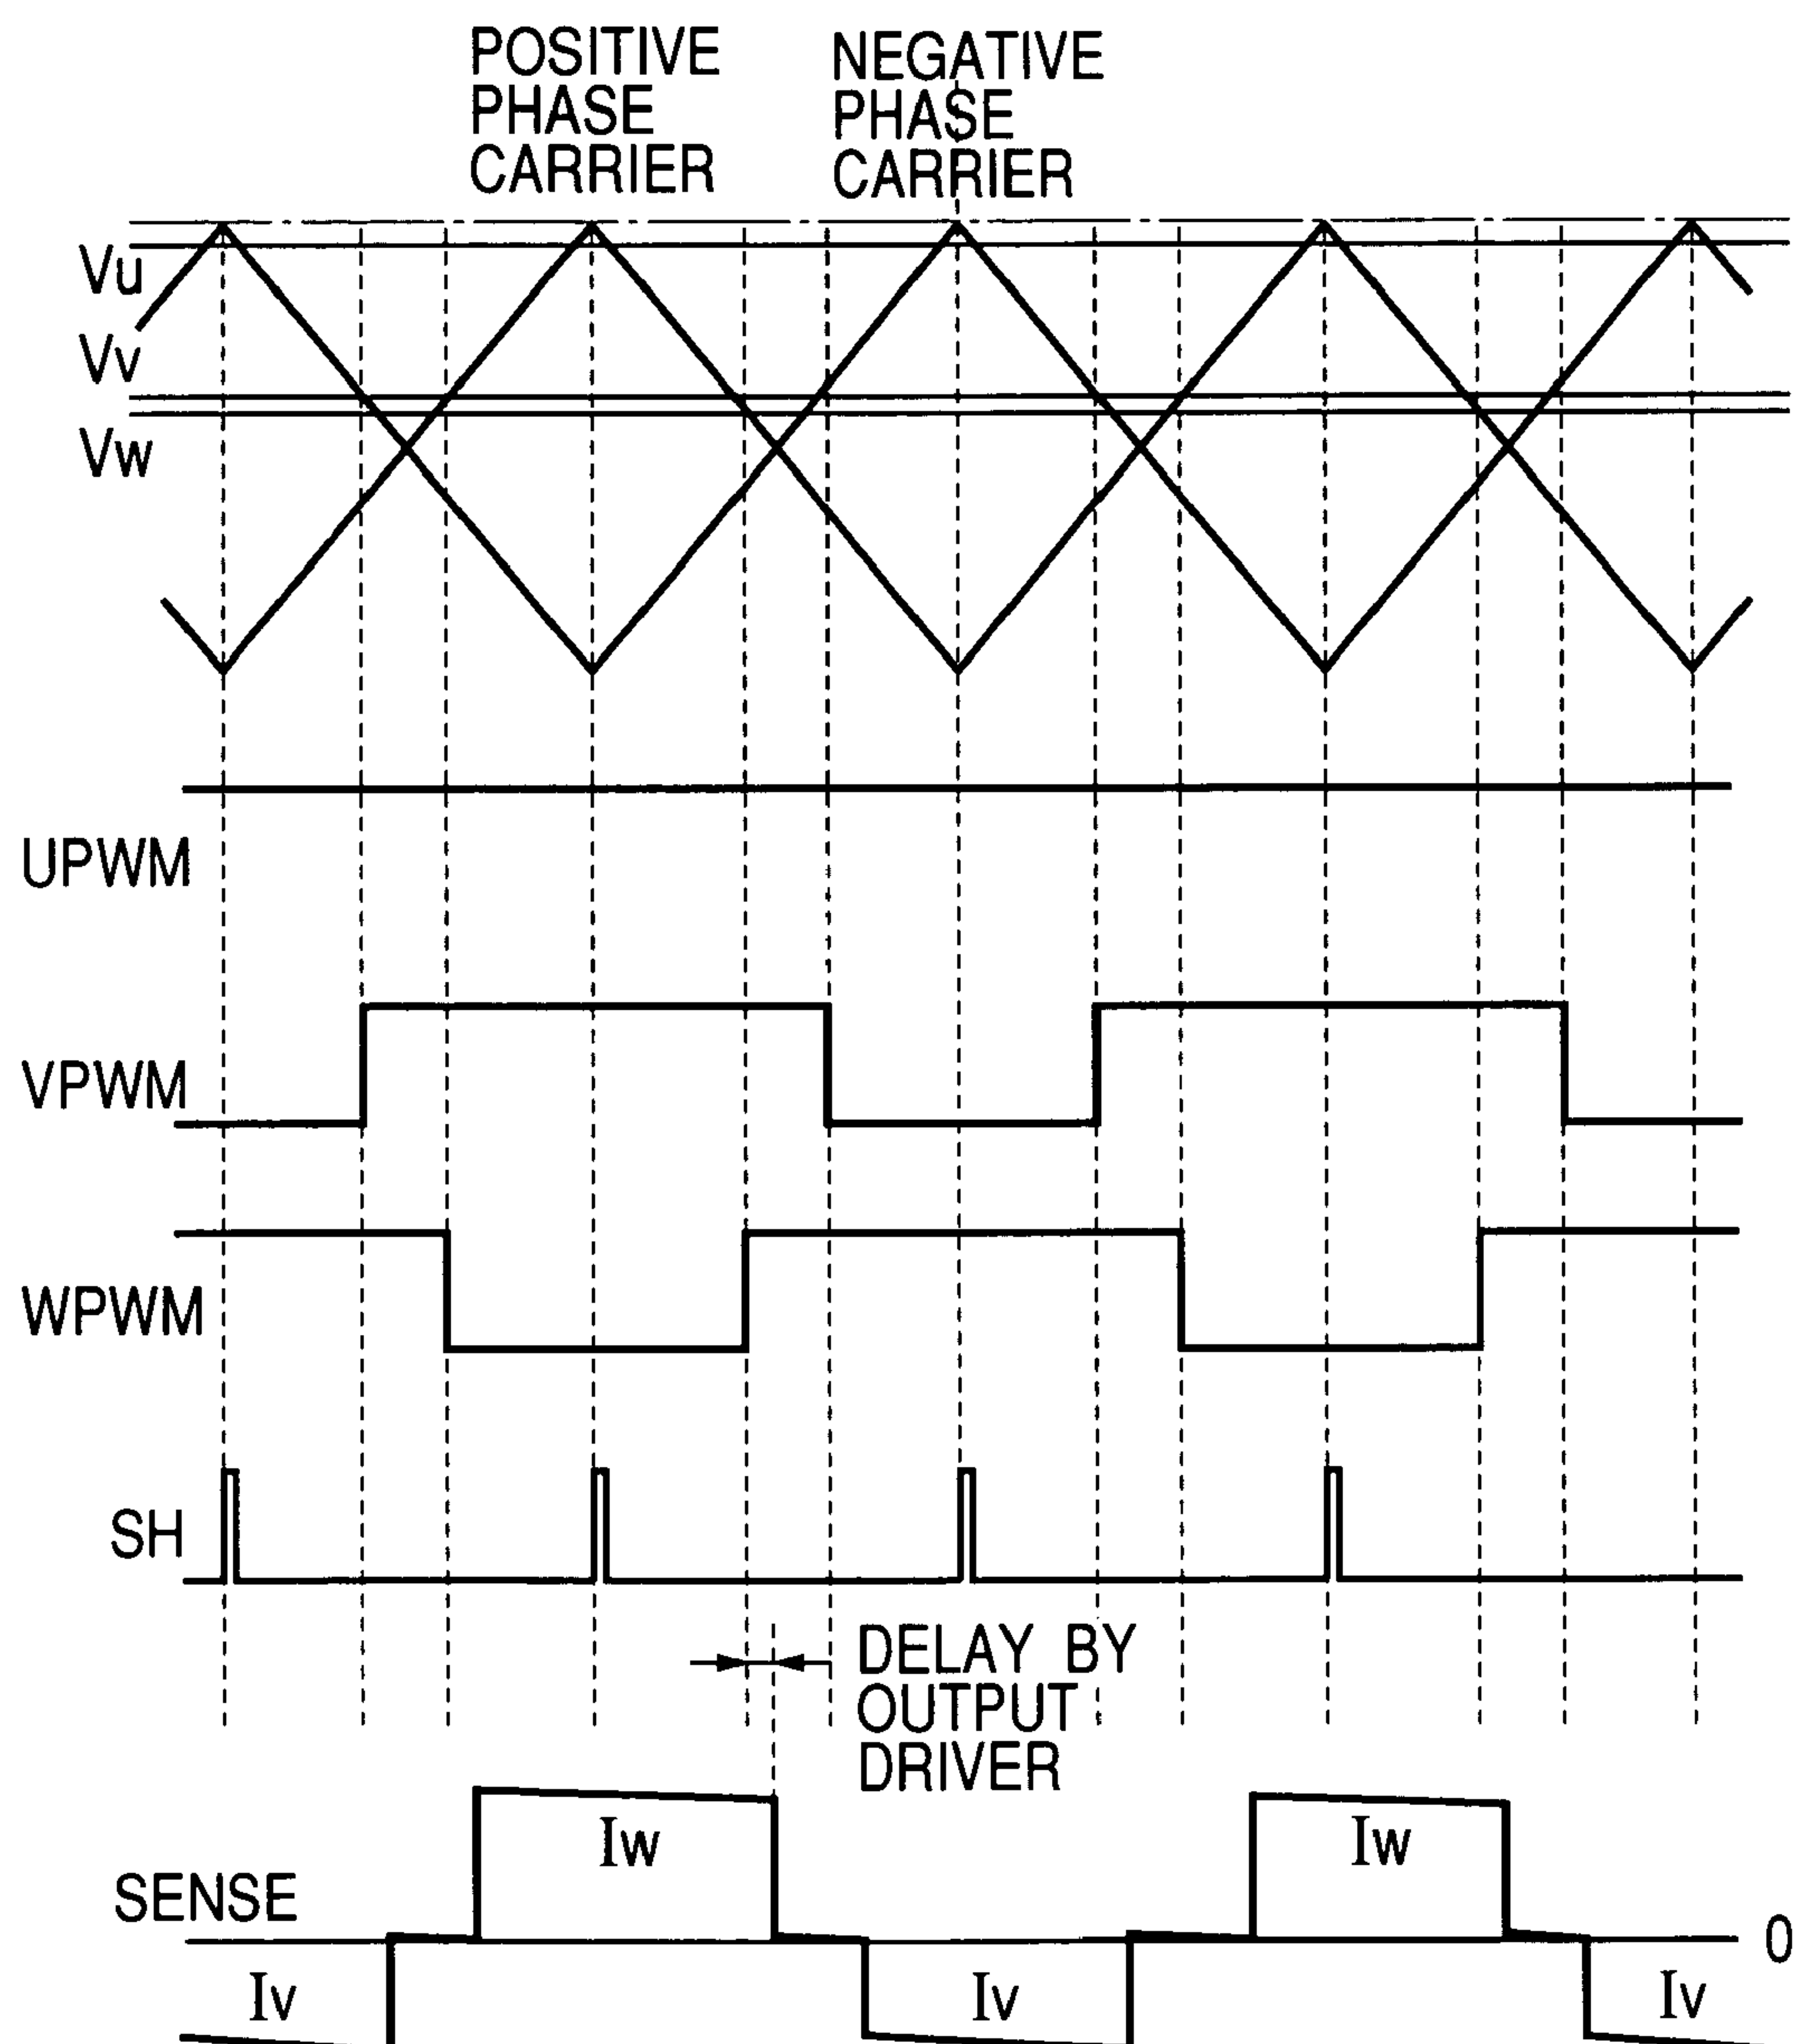 POSITIVE
PHASE
CARRIER
NEGATIVE
PHASE
CARRIER
Vu
Vv
Vw
UPWM
VPWM
WPWM
SH
DELAY BY
OUTPUT
DRIVER
SENSE
Iw
Iw
0
Iv
Iv
Iv